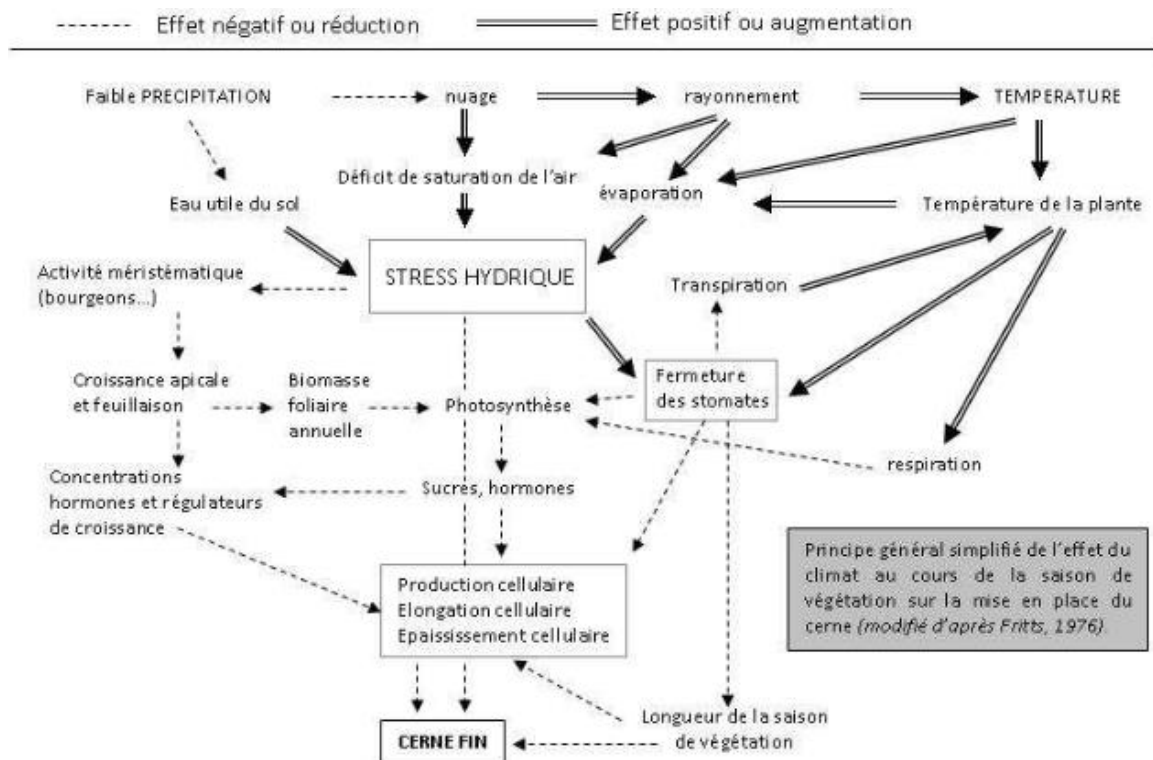 Effet négatif ou réduction
Effet positif ou augmentation
Faible PRECIPITATION
nuage
rayonnement
TEMPERATURE
Déficit de saturation de l'air
évaporation
Eau utile du sol
Température de la plante
Activité méristématique
(bourgeons...)
STRESS HYDRIQUE
Transpiration
Croissance apicale
et feuillaison
Biomasse
foliaire
annuelle
Photosynthèse
Fermeture
des stomates
respiration
Concentrations
hormones et régulateurs
de croissance
Sucres, hormones
Production cellulaire
Elongation cellulaire
Epaississement cellulaire
Principe général simplifié de l'effet du
climat au cours de la saison de
végétation sur la mise en place du
cerne (modifié d'après Fritts, 1976).
CERNE FIN
Longueur de la saison
de végétation